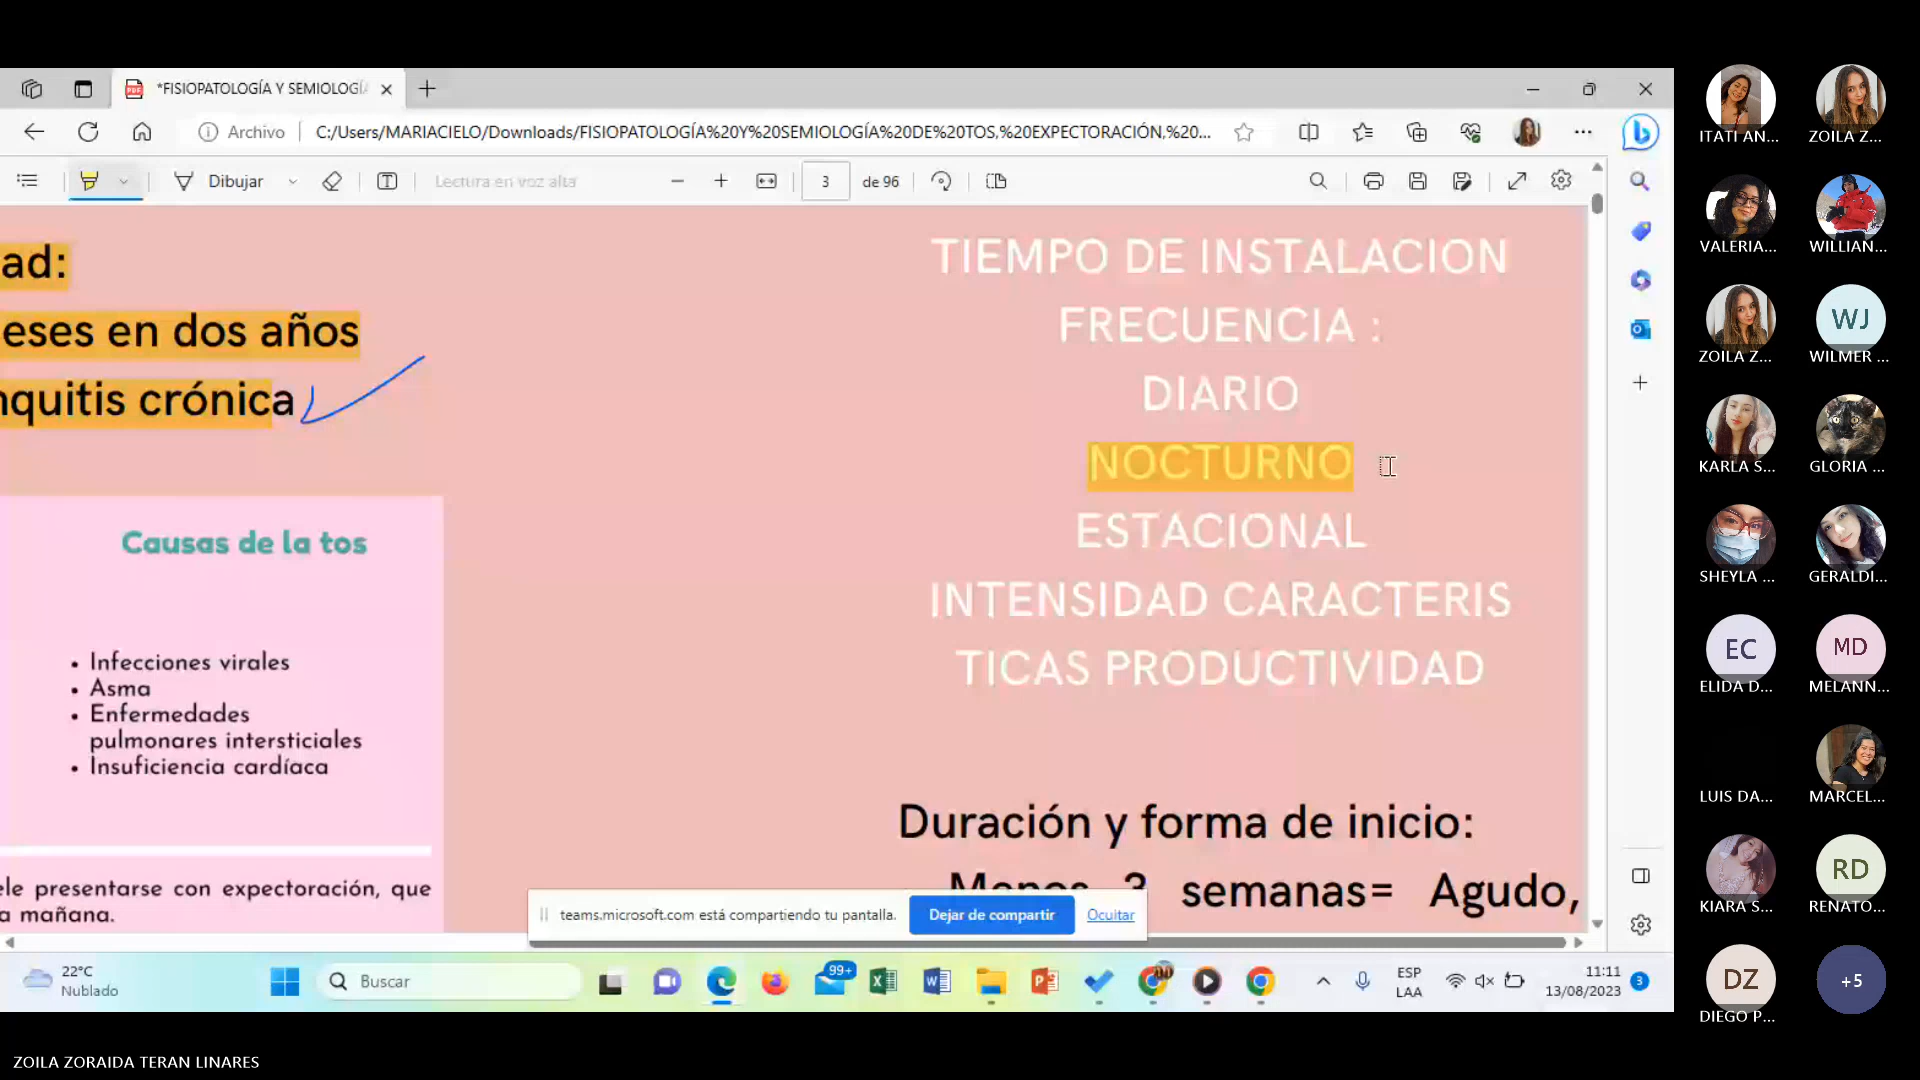 *FISIOPATOLOGÍA Y SEMIOLOGÍA
Archivo
C:/Users/MARIACIELO/Downloads/FISIOPATOLOGÍA%20Y%20SEMIOLOGÍA%20DE%20TOS,%20EXPECTORACIÓN,%20...
Dibujar
Lectura en voz alta
3
de 96
ad:
eses en dos años
nquitis crónica
Causas de la tos
• Infecciones virales
• Asma
• Enfermedades
pulmonares intersticiales
• Insuficiencia cardíaca
ele presentarse con expectoración, que
a mañana.
TIEMPO DE INSTALACION
FRECUENCIA :
DIARIO
NOCTURNO
ESTACIONAL
INTENSIDAD CARACTERIS
TICAS PRODUCTIVIDAD
Duración y forma de inicio:
Menos 3 semanas= Agudo,
teams.microsoft.com está compartiendo tu pantalla.
Dejar de compartir
Ocultar
22°C
Nublado
Buscar
99+
ESP
LAA
11:11
13/08/2023
3
ITATI AN...
ZOILA Z...
VALERIA...
WILLIAN...
ZOILA Z...
WJ
WILMER ...
KARLA S...
GLORIA ...
SHEYLA ...
GERALDI...
EC
ELIDA D...
MD
MELANN...
LUIS DA...
MARCEL...
KIARA S...
RD
RENATO...
DZ
DIEGO P...
+5
ZOILA ZORAIDA TERAN LINARES